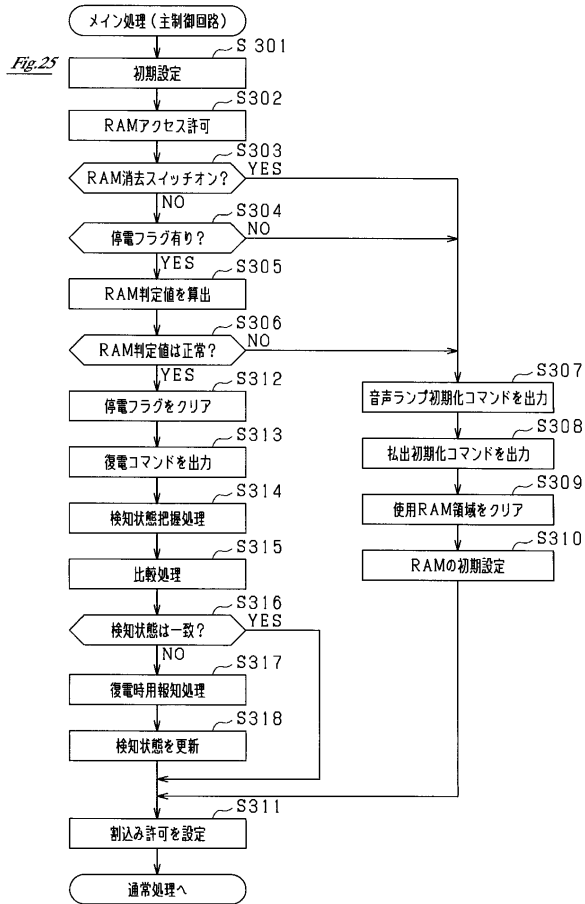 Fig.25
メイン処理(主制御回路)
S301
初期設定
S302
RAMアクセス許可
S303
RAM消去スイッチオン?
YES
NO
S304
停電フラグ有り?
NO
YES
S305
RAM判定値を算出
S306
RAM判定値は正常?
NO
YES
S312
停電フラグをクリア
S313
復電コマンドを出力
S314
検知状態把握処理
S315
比較処理
S316
検知状態は一致?
YES
NO
S317
復電時用報知処理
S318
検知状態を更新
S307
音声ランプ初期化コマンドを出力
S308
払出初期化コマンドを出力
S309
使用RAM領域をクリア
S310
RAMの初期設定
S311
割込み許可を設定
通常処理へ